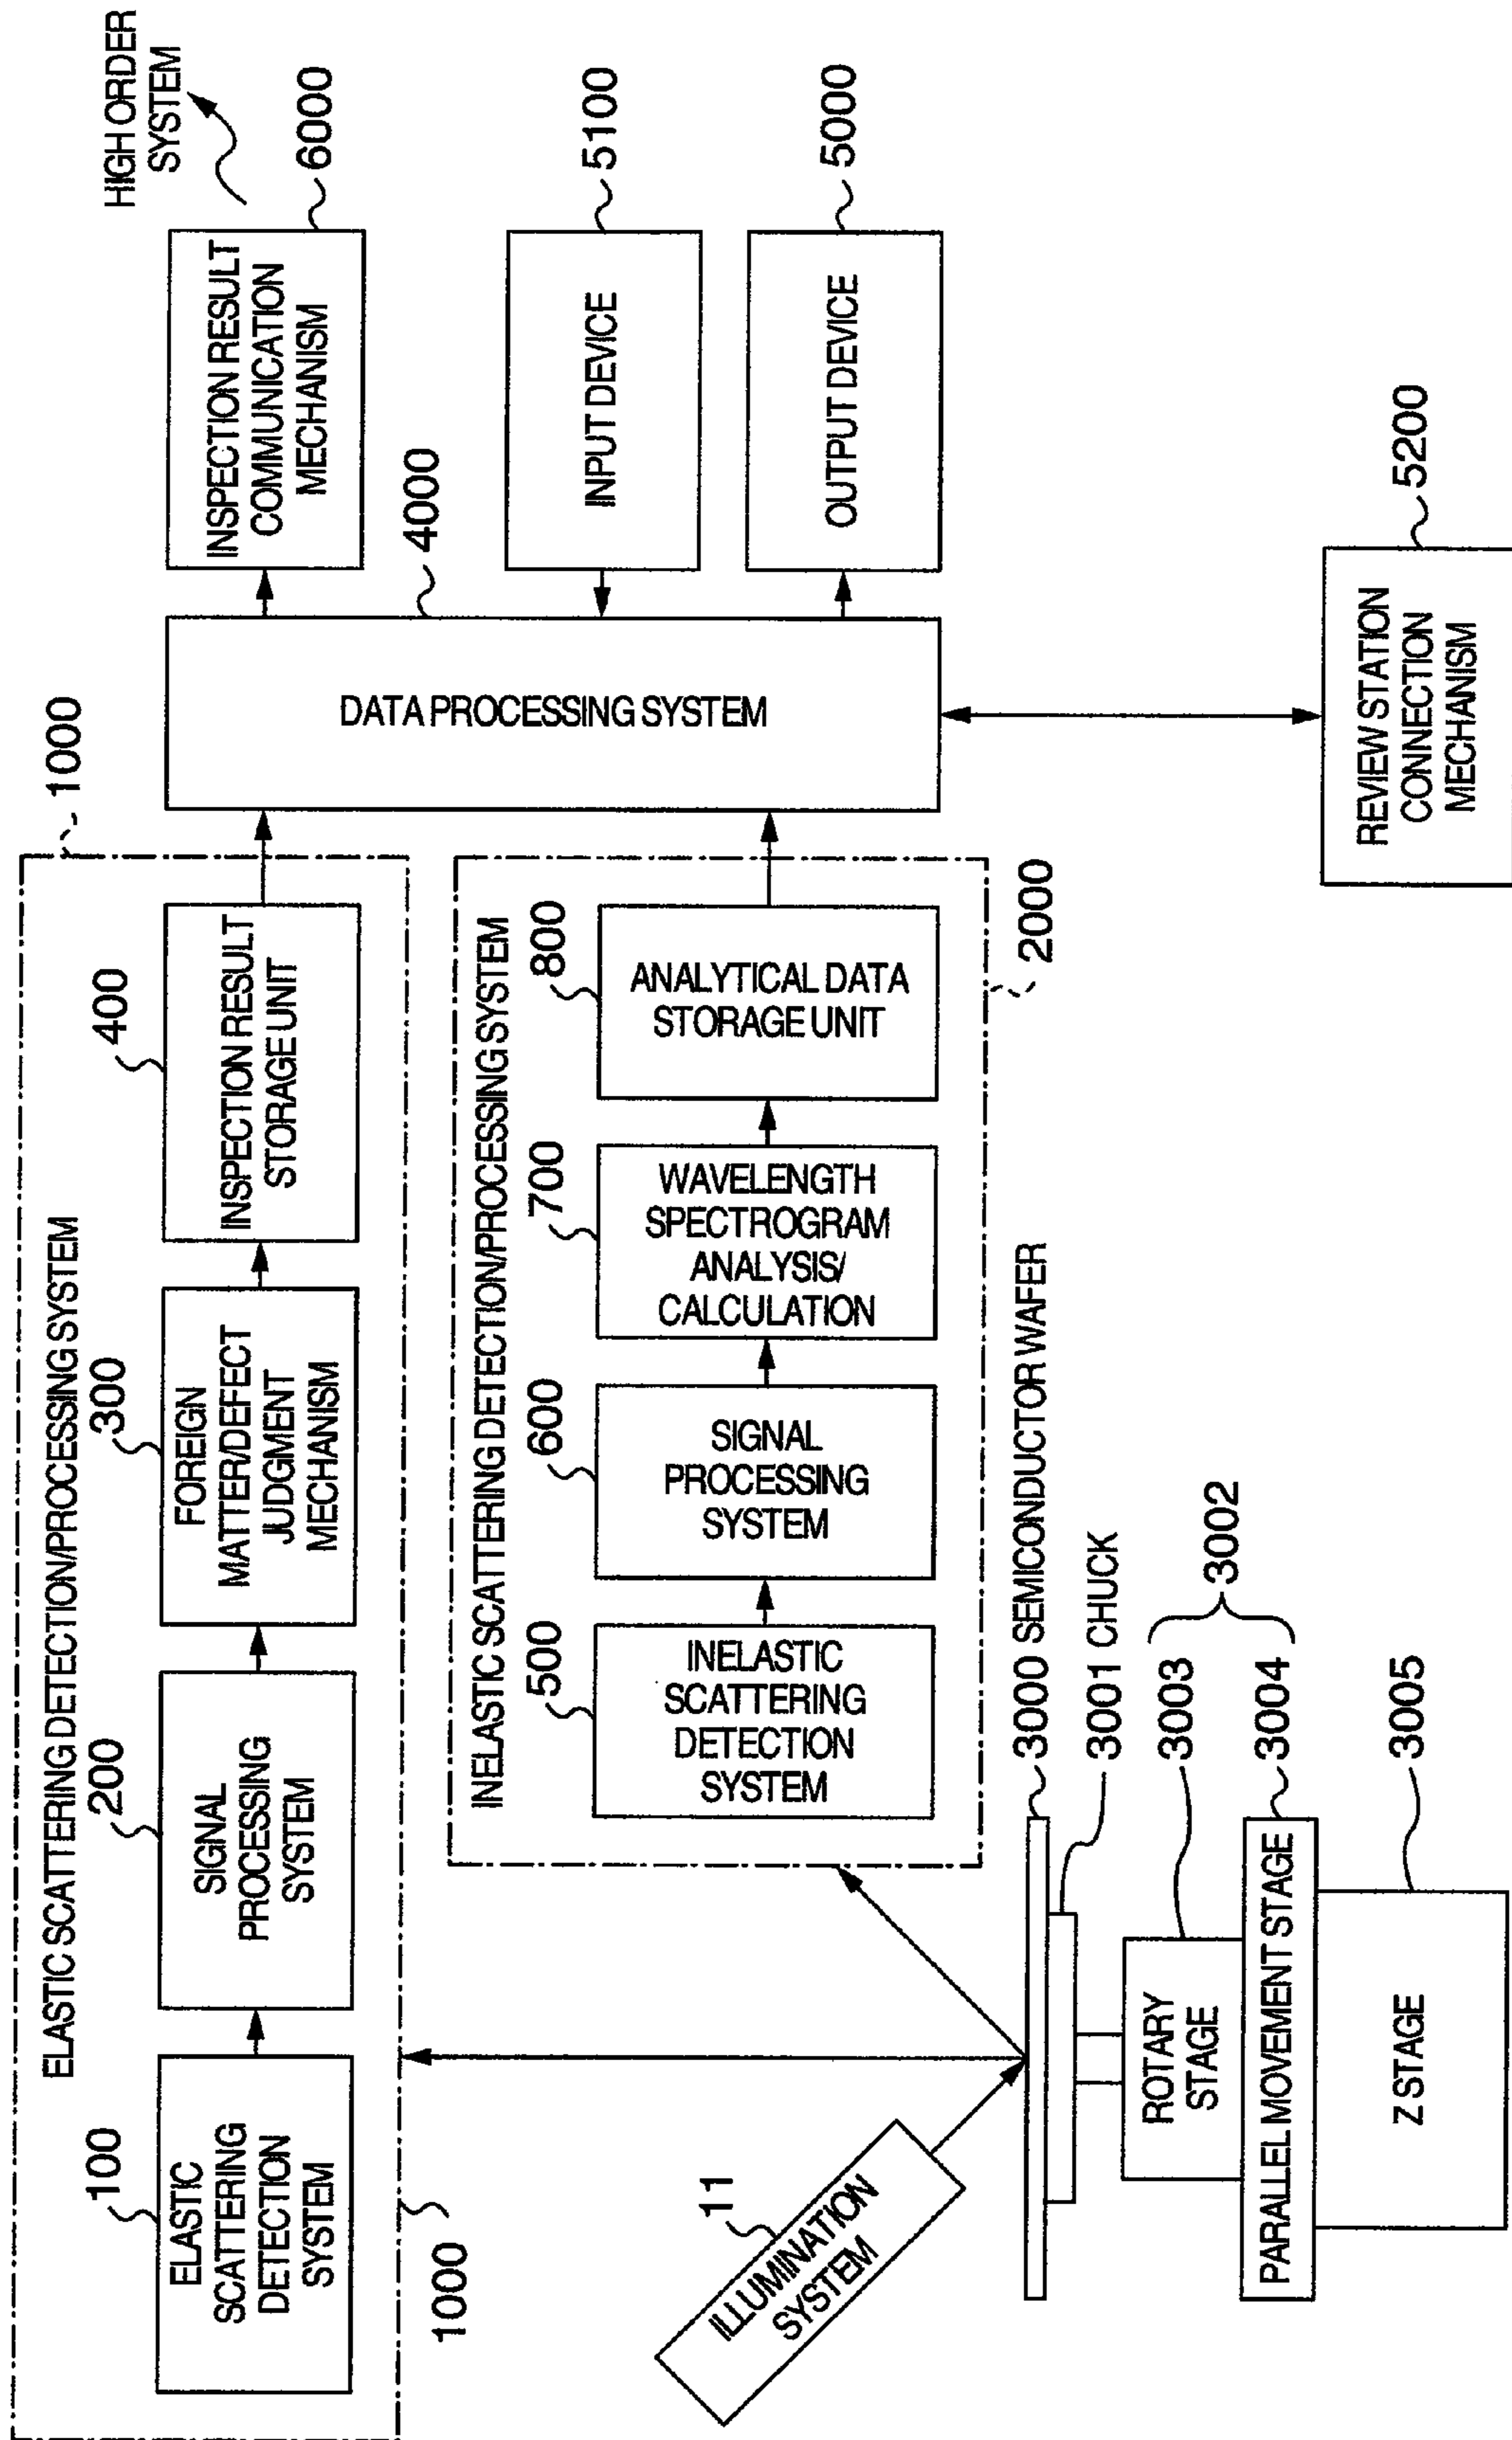 HIGH ORDER
SYSTEM
1000
ELASTIC SCATTERING DETECTION/PROCESSING SYSTEM
100
ELASTIC
SCATTERING
DETECTION
SYSTEM
200
SIGNAL
PROCESSING
SYSTEM
300
FOREIGN
MATTER/DEFECT
JUDGMENT
MECHANISM
400
INSPECTION RESULT
STORAGE UNIT
1000
4000
DATA PROCESSING SYSTEM
6000
INSPECTION RESULT
COMMUNICATION
MECHANISM
5100
INPUT DEVICE
5000
OUTPUT DEVICE
INELASTIC SCATTERING DETECTION/PROCESSING SYSTEM
500
INELASTIC
SCATTERING
DETECTION
SYSTEM
600
SIGNAL
PROCESSING
SYSTEM
700
WAVELENGTH
SPECTROGRAM
ANALYSIS/
CALCULATION
800
ANALYTICAL DATA
STORAGE UNIT
2000
11
ILLUMINATION
SYSTEM
3000 SEMICONDUCTOR WAFER
3001 CHUCK
ROTARY
STAGE
3003
3002
PARALLEL MOVEMENT STAGE
3004
Z STAGE
3005
5200
REVIEW STATION
CONNECTION
MECHANISM